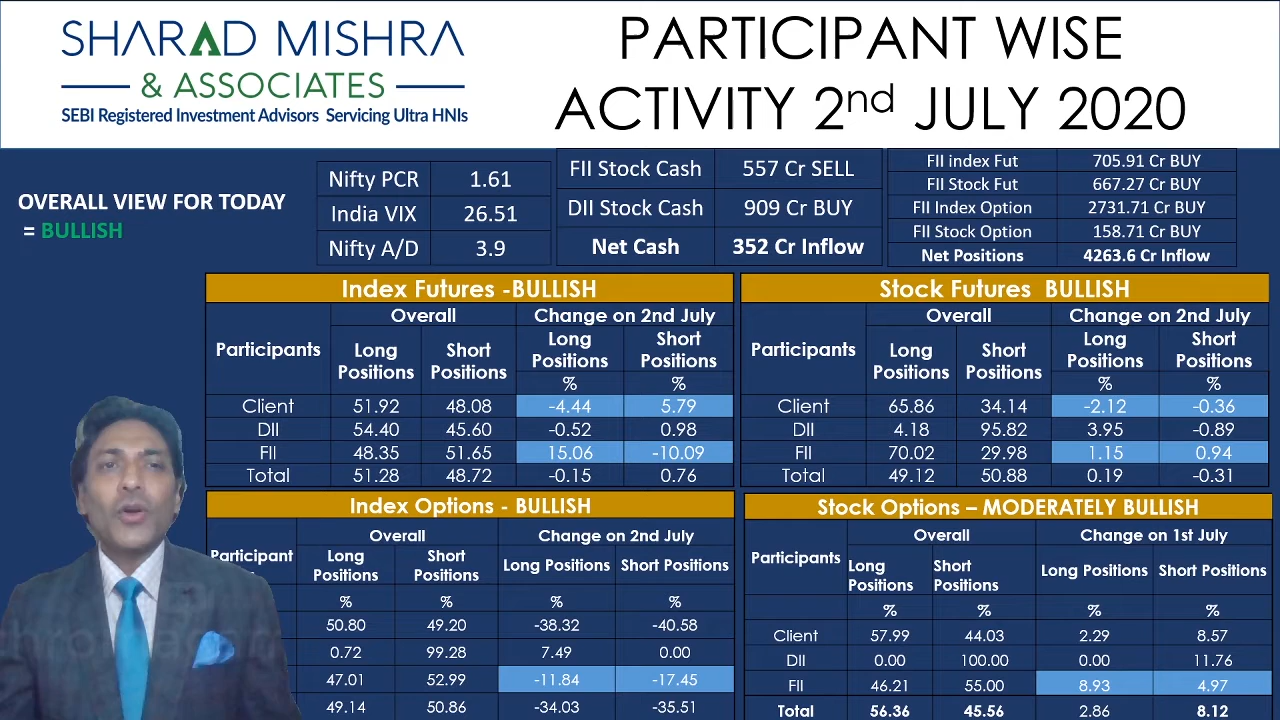 SHARAD MISHRA
& ASSOCIATES
SEBI Registered Investment Advisors Servicing Ultra HNIs
PARTICIPANT WISE
ACTIVITY 2nd JULY 2020
OVERALL VIEW FOR TODAY
= BULLISH
Nifty PCR 1.61
India VIX 26.51
Nifty A/D 3.9
FII Stock Cash 557 Cr SELL
DII Stock Cash 909 Cr BUY
Net Cash 352 Cr Inflow
FII index Fut 705.91 Cr BUY
FII Stock Fut 667.27 Cr BUY
FII Index Option 2731.71 Cr BUY
FII Stock Option 158.71 Cr BUY
Net Positions 4263.6 Cr Inflow
Index Futures -BULLISH
Overall Change on 2nd July
Participants Long Positions Short Positions Long Positions Short Positions
% %
Client 51.92 48.08 -4.44 5.79
DII 54.40 45.60 -0.52 0.98
FII 48.35 51.65 15.06 -10.09
Total 51.28 48.72 -0.15 0.76
Stock Futures BULLISH
Overall Change on 2nd July
Participants Long Positions Short Positions Long Positions Short Positions
% %
Client 65.86 34.14 -2.12 -0.36
DII 4.18 95.82 3.95 -0.89
FII 70.02 29.98 1.15 0.94
Total 49.12 50.88 0.19 -0.31
Index Options - BULLISH
Overall Change on 2nd July
Participant Long Positions Short Positions Long Positions Short Positions
% % % %
50.80 49.20 -38.32 -40.58
0.72 99.28 7.49 0.00
47.01 52.99 -11.84 -17.45
49.14 50.86 -34.03 -35.51
Stock Options – MODERATELY BULLISH
Overall Change on 1st July
Participants Long Positions Short Positions Long Positions Short Positions
% % % %
Client 57.99 44.03 2.29 8.57
DII 0.00 100.00 0.00 11.76
FII 46.21 55.00 8.93 4.97
Total 56.36 45.56 2.86 8.12